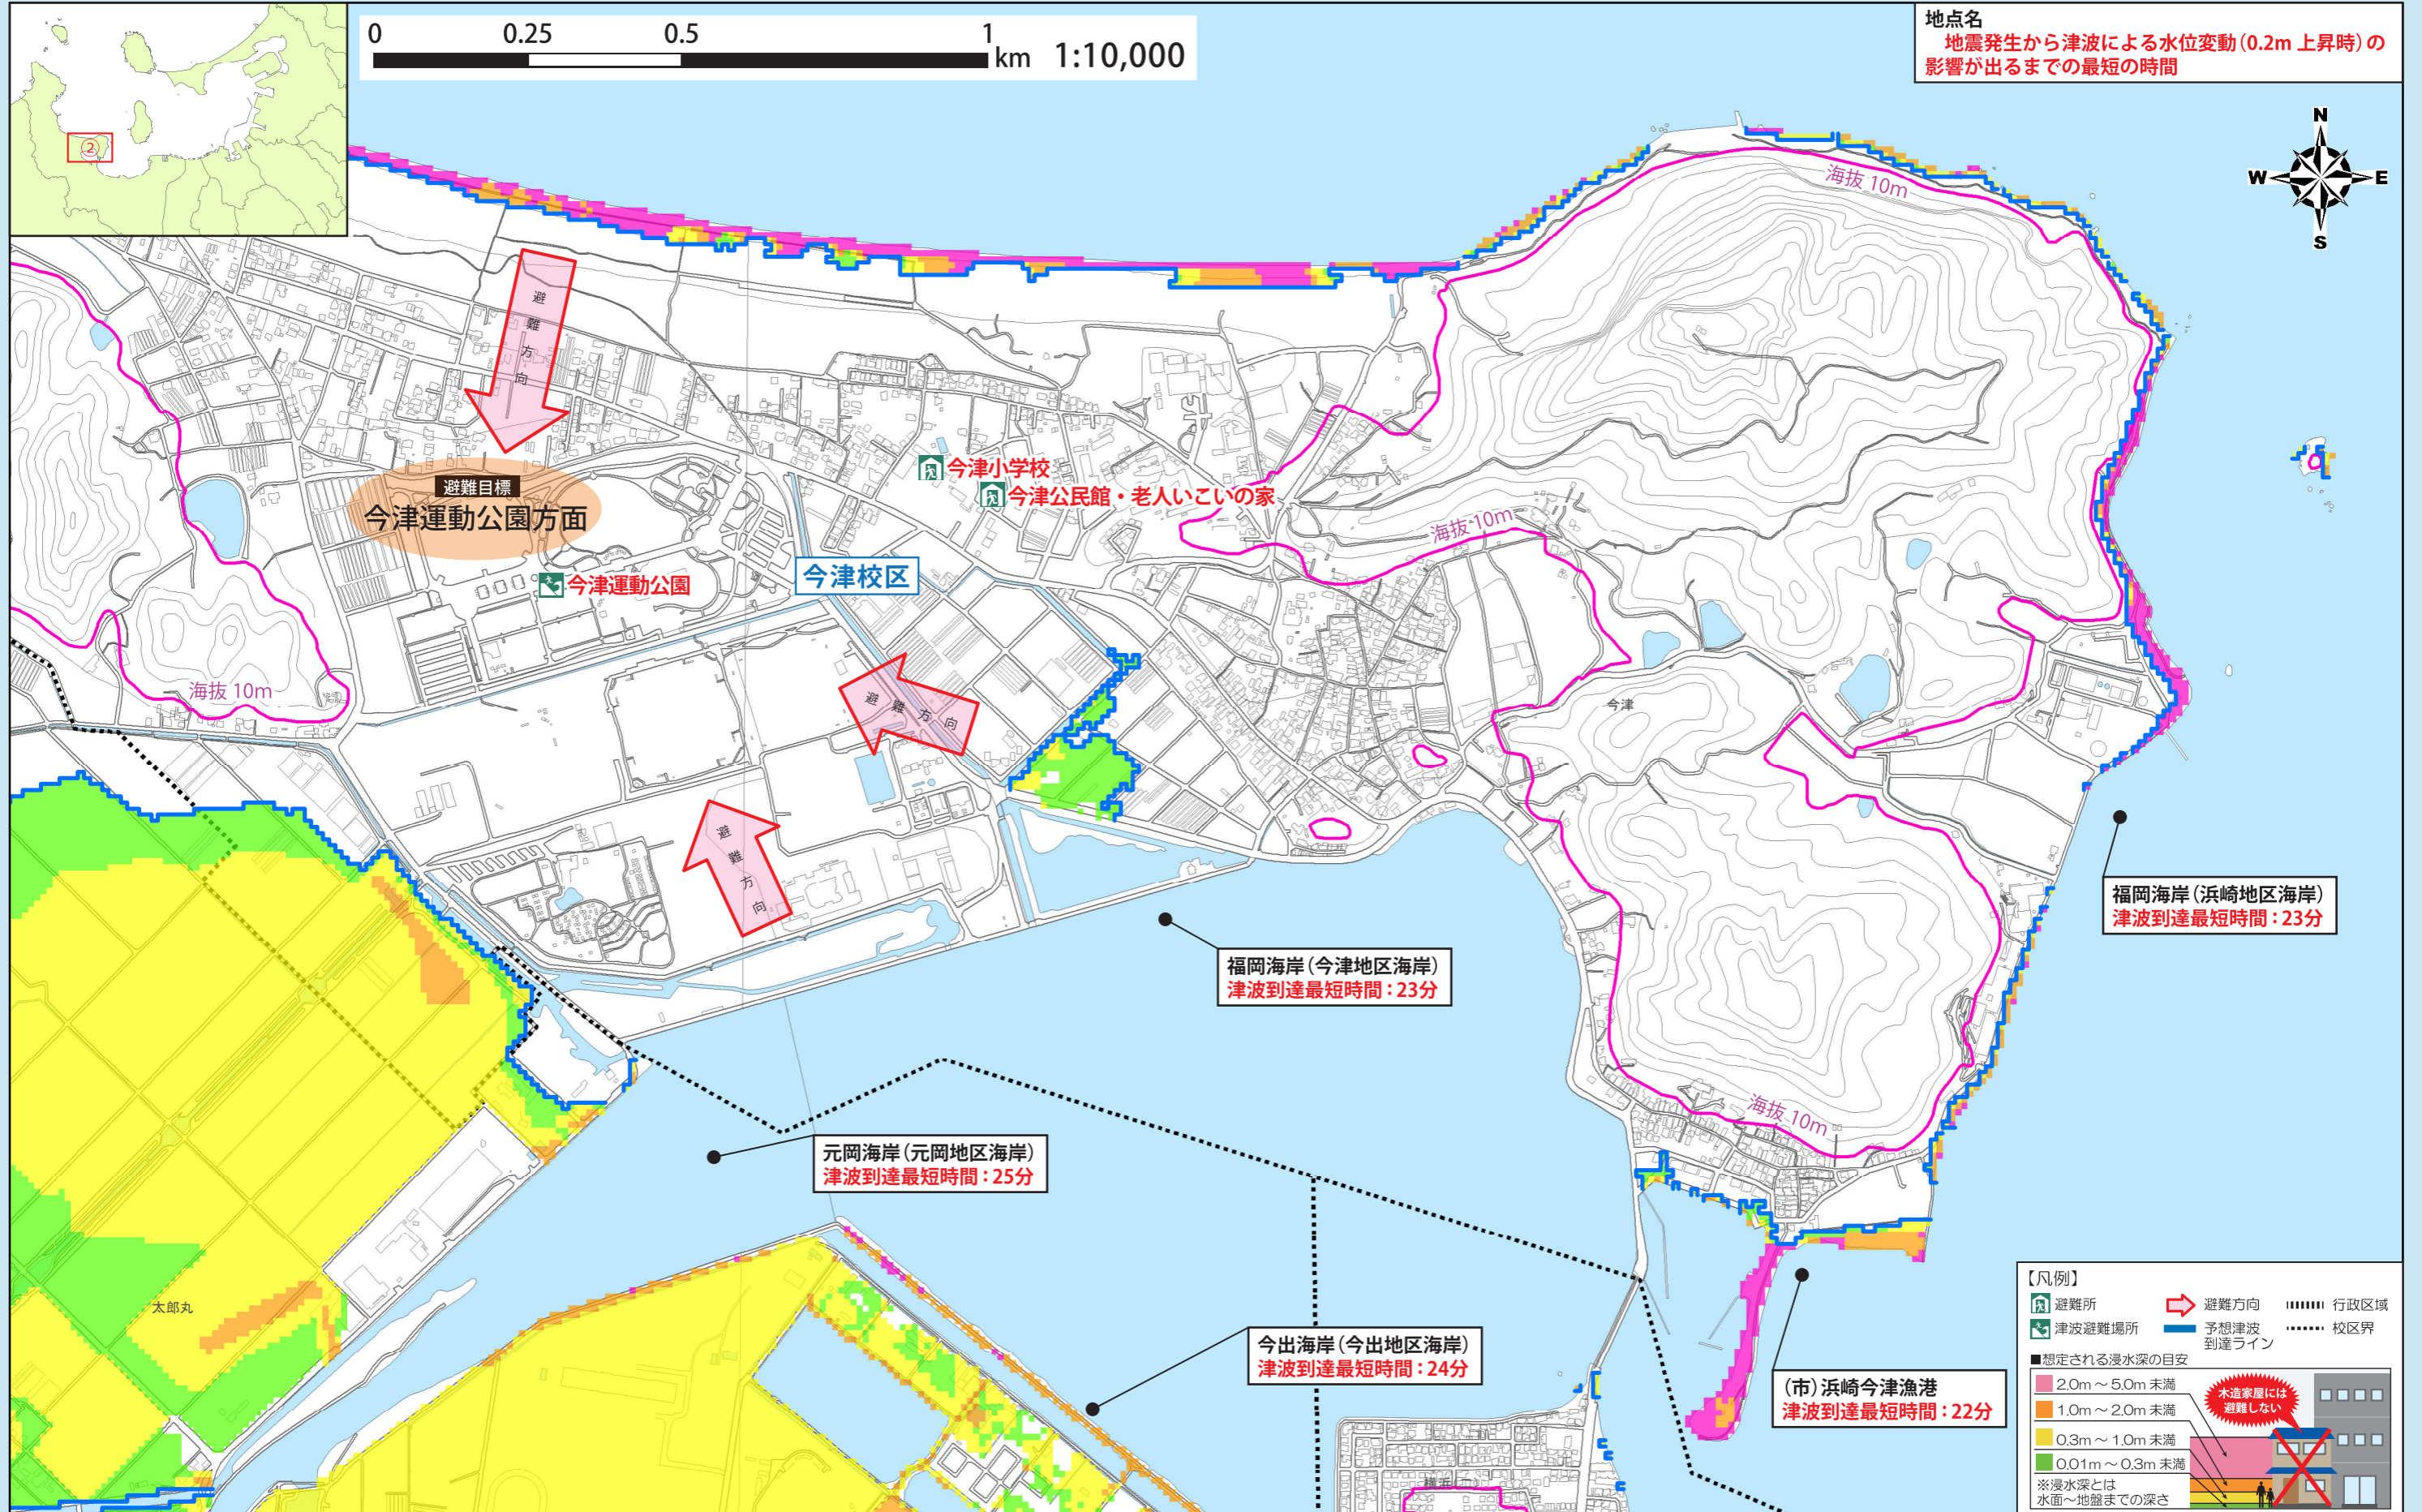 0 0.25 0.5 1
km 1:10,000
地点名
地震発生から津波による水位変動(0.2m 上昇時)の
影響が出るまでの最短の時間
②
N
W E
S
海抜 10m
避難方向
今津小学校
今津公民館・老人いこいの家
避難目標
今津運動公園方面
海抜 10m
今津校区
今津運動公園
海抜 10m
避難方向
今津
避難方向
福岡海岸(浜崎地区海岸)
津波到達最短時間:23分
福岡海岸(今津地区海岸)
津波到達最短時間:23分
海抜 10m
元岡海岸(元岡地区海岸)
津波到達最短時間:25分
太郎丸
今出海岸(今出地区海岸)
津波到達最短時間:24分
(市)浜崎今津漁港
津波到達最短時間:22分
【凡例】
避難所 避難方向 行政区域
津波避難場所 予想津波 校区界
到達ライン
■想定される浸水深の目安
2.0m～5.0m 未満
1.0m～2.0m 未満
0.3m～1.0m 未満
0.01m～0.3m 未満
※浸水深とは
水面～地盤までの深さ
木造家屋には
避難しない